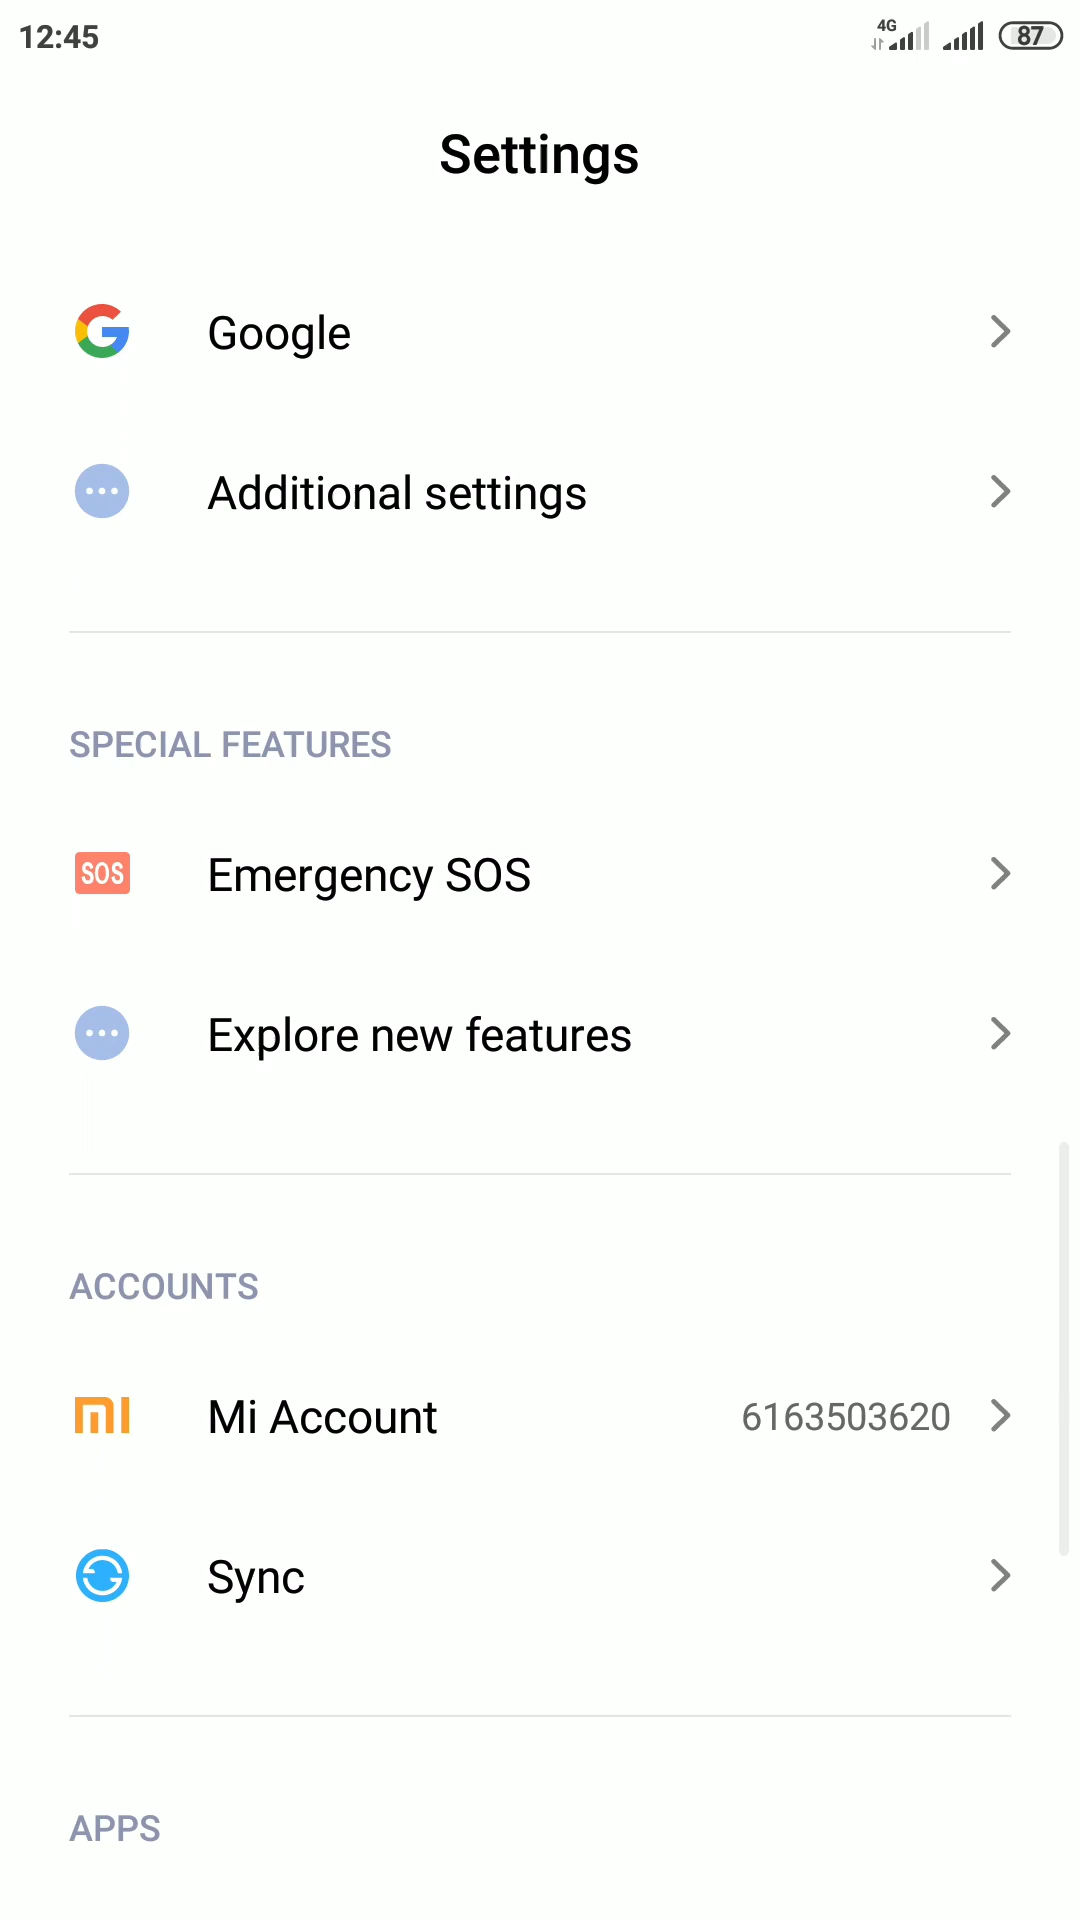 12:45
4G
87
Settings
Google
Additional settings
SPECIAL FEATURES
SOS
Emergency SOS
Explore new features
ACCOUNTS
Mi Account
6163503620
Sync
APPS